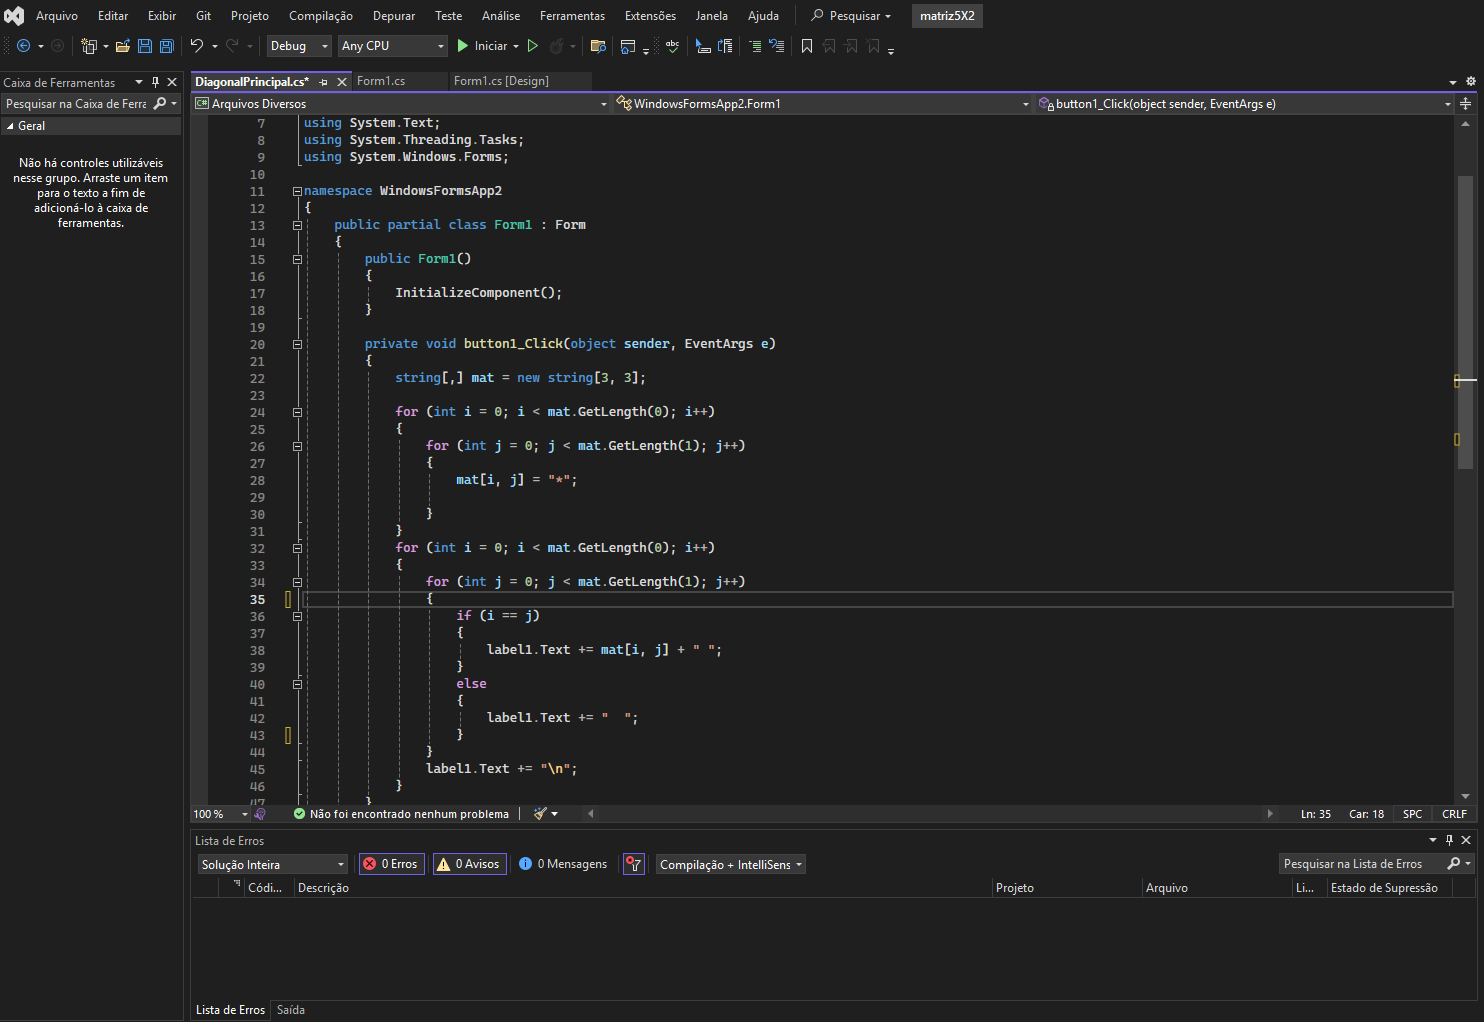 Arquivo Editar Exibir Git Projeto Compilação Depurar Teste Análise Ferramentas Extensões Janela Ajuda Pesquisar matriz5X2
Debug Any CPU Iniciar abc
Caixa de Ferramentas
Pesquisar na Caixa de Ferra
Geral
Não há controles utilizáveis
nesse grupo. Arraste um item
para o texto a fim de
adicioná-lo à caixa de
ferramentas.
DiagonalPrincipal.cs* Form1.cs Form1.cs [Design]
C# Arquivos Diversos WindowsFormsApp2.Form1 button1_Click(object sender, EventArgs e)
7 using System.Text;
8 using System.Threading.Tasks;
9 using System.Windows.Forms;
10
11 namespace WindowsFormsApp2
12 {
13 public partial class Form1 : Form
14 {
15 public Form1()
16 {
17 InitializeComponent();
18 }
19
20 private void button1_Click(object sender, EventArgs e)
21 {
22 string[,] mat = new string[3, 3];
23
24 for (int i = 0; i < mat.GetLength(0); i++)
25 {
26 for (int j = 0; j < mat.GetLength(1); j++)
27 {
28 mat[i, j] = "*";
29
30 }
31 }
32 for (int i = 0; i < mat.GetLength(0); i++)
33 {
34 for (int j = 0; j < mat.GetLength(1); j++)
35 {
36 if (i == j)
37 {
38 label1.Text += mat[i, j] + " ";
39 }
40 else
41 {
42 label1.Text += "  ";
43 }
44 }
45 label1.Text += "\n";
46 }
47 }
100 % Não foi encontrado nenhum problema Ln: 35 Car: 18 SPC CRLF
Lista de Erros
Solução Inteira 0 Erros 0 Avisos 0 Mensagens Compilação + IntelliSens Pesquisar na Lista de Erros
Códi... Descrição Projeto Arquivo Li... Estado de Supressão
Lista de Erros Saída